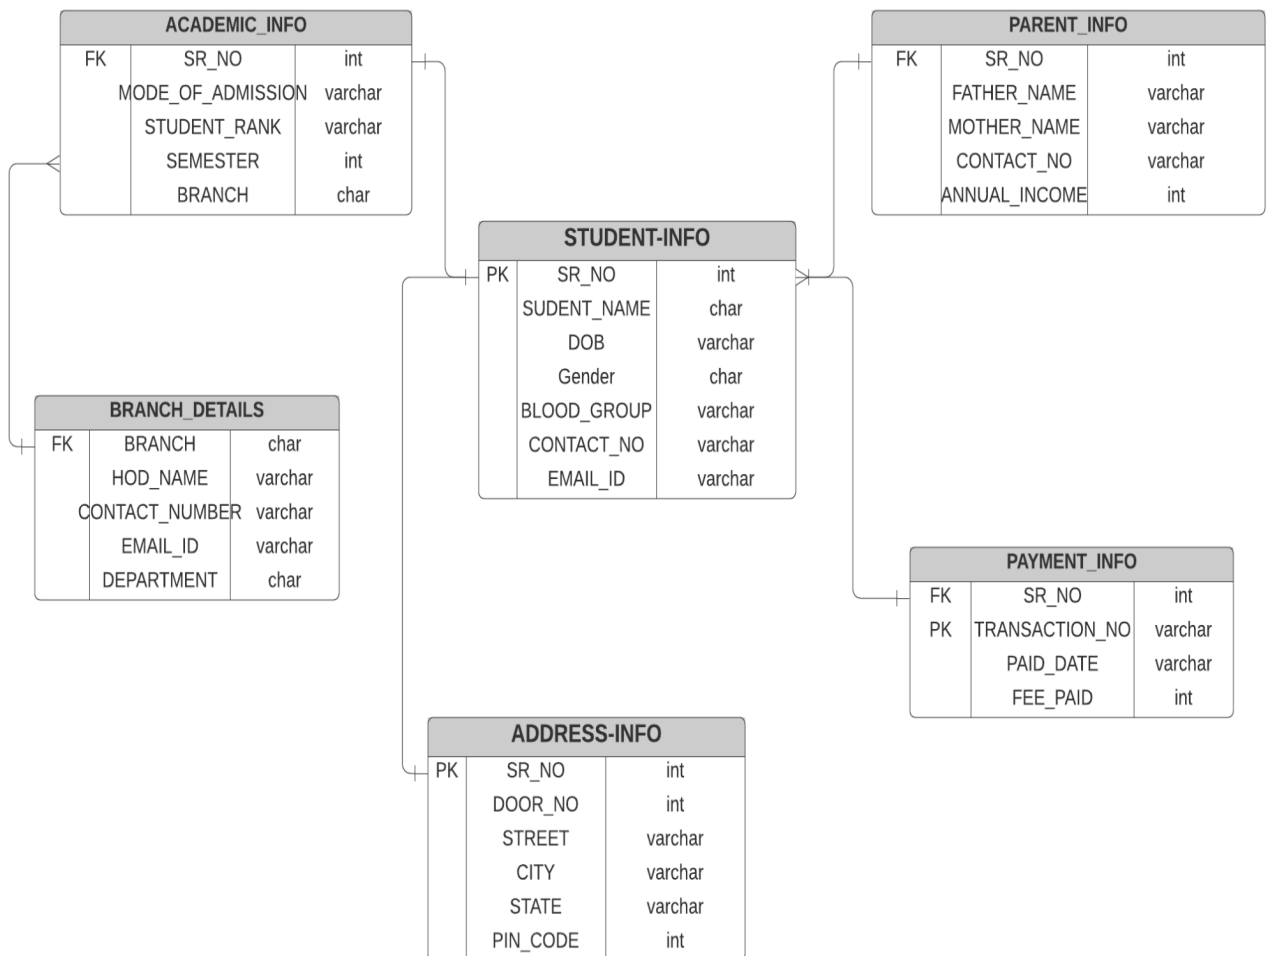 ACADEMIC_INFO
FK SR_NO int
MODE_OF_ADMISSION varchar
STUDENT_RANK varchar
SEMESTER int
BRANCH char
PARENT_INFO
FK SR_NO int
FATHER_NAME varchar
MOTHER_NAME varchar
CONTACT_NO varchar
ANNUAL_INCOME int
STUDENT-INFO
PK SR_NO int
SUDENT_NAME char
DOB varchar
Gender char
BLOOD_GROUP varchar
CONTACT_NO varchar
EMAIL_ID varchar
BRANCH_DETAILS
FK BRANCH char
HOD_NAME varchar
CONTACT_NUMBER varchar
EMAIL_ID varchar
DEPARTMENT char
PAYMENT_INFO
FK SR_NO int
PK TRANSACTION_NO varchar
PAID_DATE varchar
FEE_PAID int
ADDRESS-INFO
PK SR_NO int
DOOR_NO int
STREET varchar
CITY varchar
STATE varchar
PIN_CODE int